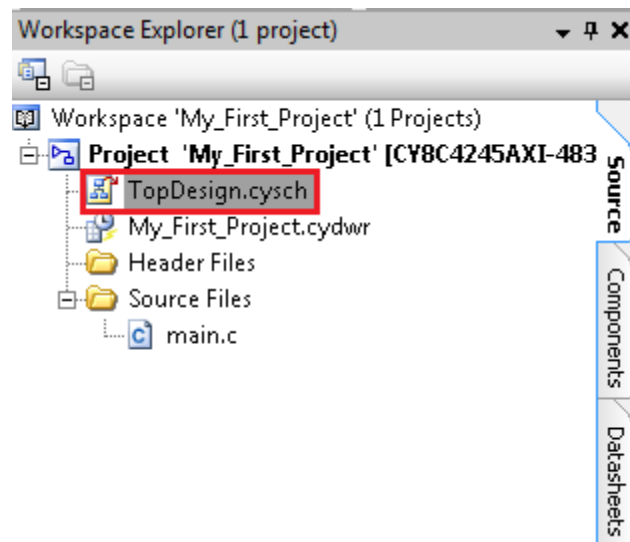 Workspace Explorer (1 project)
Workspace 'My_First_Project' (1 Projects)
Project 'My_First_Project' [CY8C4245AXI-483
TopDesign.cysch
My_First_Project.cydwr
Header Files
Source Files
main.c
Source
Components
Datasheets